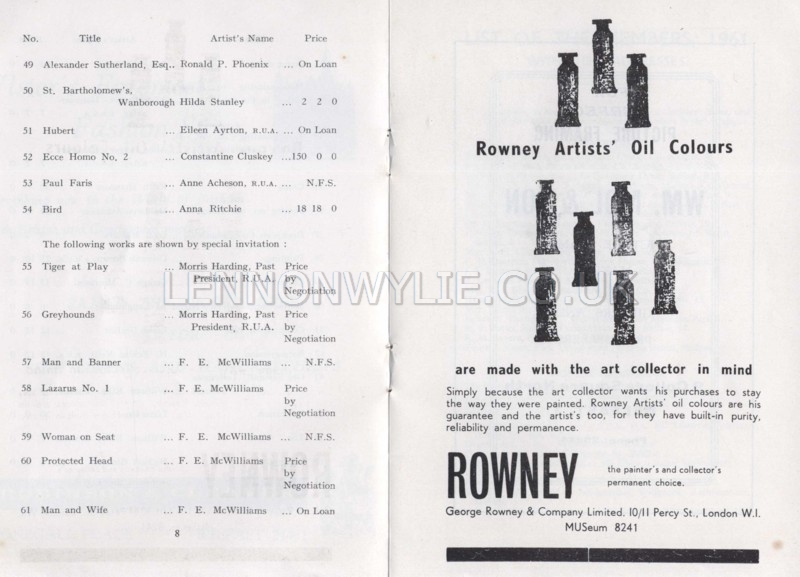 No. Title Artist's Name Price
49 Alexander Sutherland, Esq.. Ronald P. Phoenix ... On Loan
50 St. Bartholomew's,
Wanborough Hilda Stanley ... 2 2 0
51 Hubert ... Eileen Ayrton, R.U.A. ... On Loan
52 Ecce Homo No. 2 ... Constantine Cluskey ...150 0 0
53 Paul Faris ... Anne Acheson, R.U.A. ... N.F.S.
54 Bird ... Anna Ritchie ... 18 18 0
The following works are shown by special invitation :
55 Tiger at Play ... Morris Harding, Past Price
President, R.U.A. by
Negotiation
56 Greyhounds ... Morris Harding, Past Price
President, R.U.A. by
Negotiation
57 Man and Banner ... F. E. McWilliams ... N.F.S.
58 Lazarus No. 1 ... F. E. McWilliams Price
by
Negotiation
59 Woman on Seat ... F. E. McWilliams ... N.F.S.
60 Protected Head ... F. E. McWilliams Price
by
Negotiation
61 Man and Wife ... F. E. McWilliams ... On Loan
8
LENNONWYLIE.CO.UK
Rowney Artists' Oil Colours
are made with the art collector in mind
Simply because the art collector wants his purchases to stay
the way they were painted. Rowney Artists' oil colours are his
guarantee and the artist's too, for they have built-in purity,
reliability and permanence.
ROWNEY the painter's and collector's
permanent choice.
George Rowney & Company Limited. 10/11 Percy St., London W.1.
MUSeum 8241